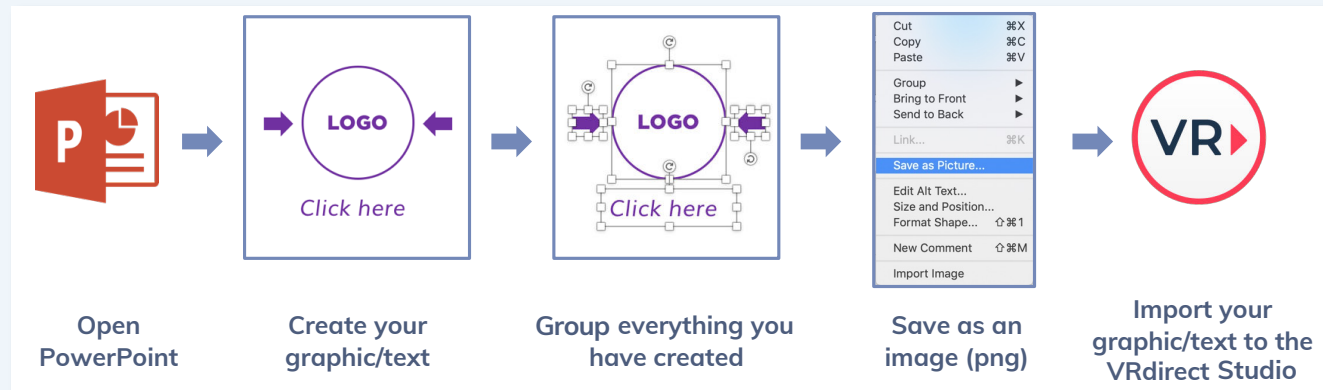 P
LOGO
Click here
LOGO
Click here
Cut ⌘X
Copy ⌘C
Paste ⌘V
Group ▶
Bring to Front ▶
Send to Back ▶
Link... ⌘K
Save as Picture...
Edit Alt Text...
Size and Position...
Format Shape... ⇧⌘1
New Comment ⇧⌘M
Import Image
VR
Open
PowerPoint
Create your
graphic/text
Group everything you
have created
Save as an
image (png)
Import your
graphic/text to the
VRdirect Studio